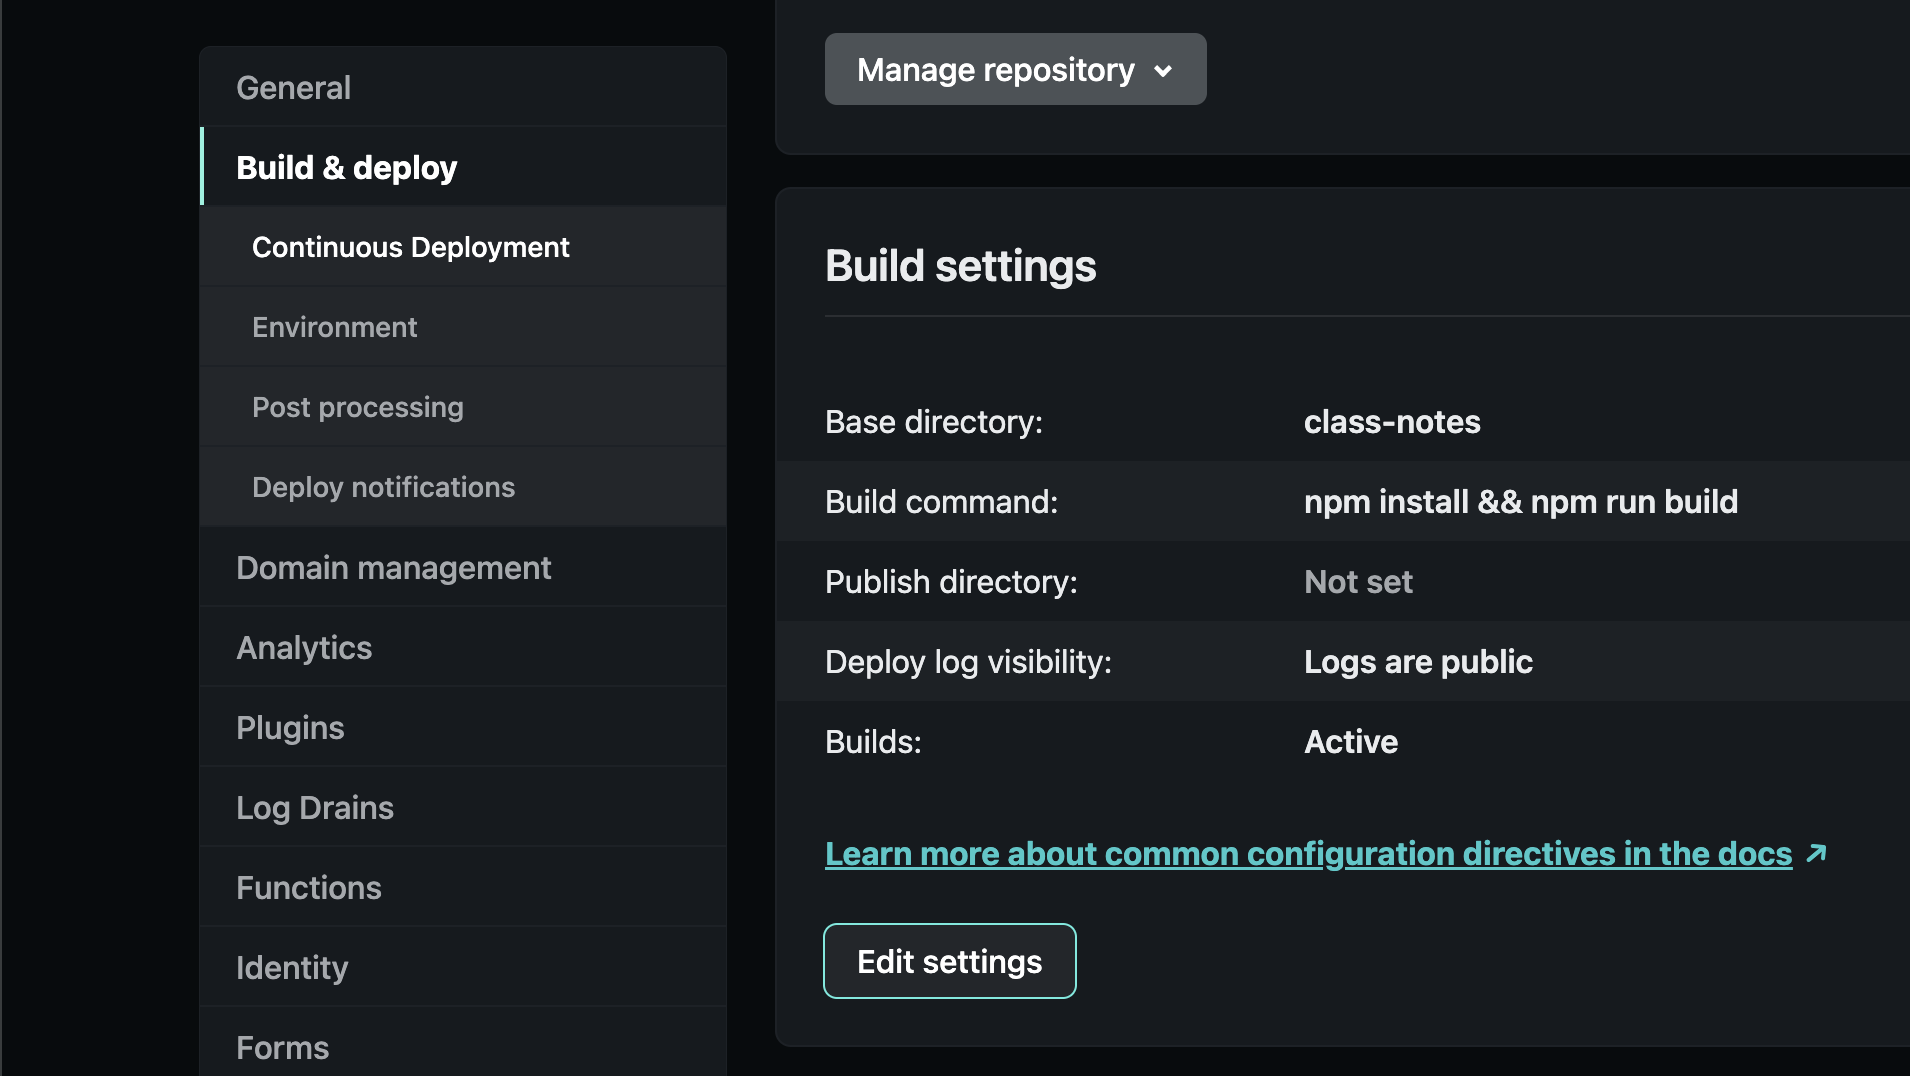 General
Build & deploy
Continuous Deployment
Environment
Post processing
Deploy notifications
Domain management
Analytics
Plugins
Log Drains
Functions
Identity
Forms
Manage repository
Build settings
Base directory: class-notes
Build command: npm install && npm run build
Publish directory: Not set
Deploy log visibility: Logs are public
Builds: Active
Learn more about common configuration directives in the docs
Edit settings